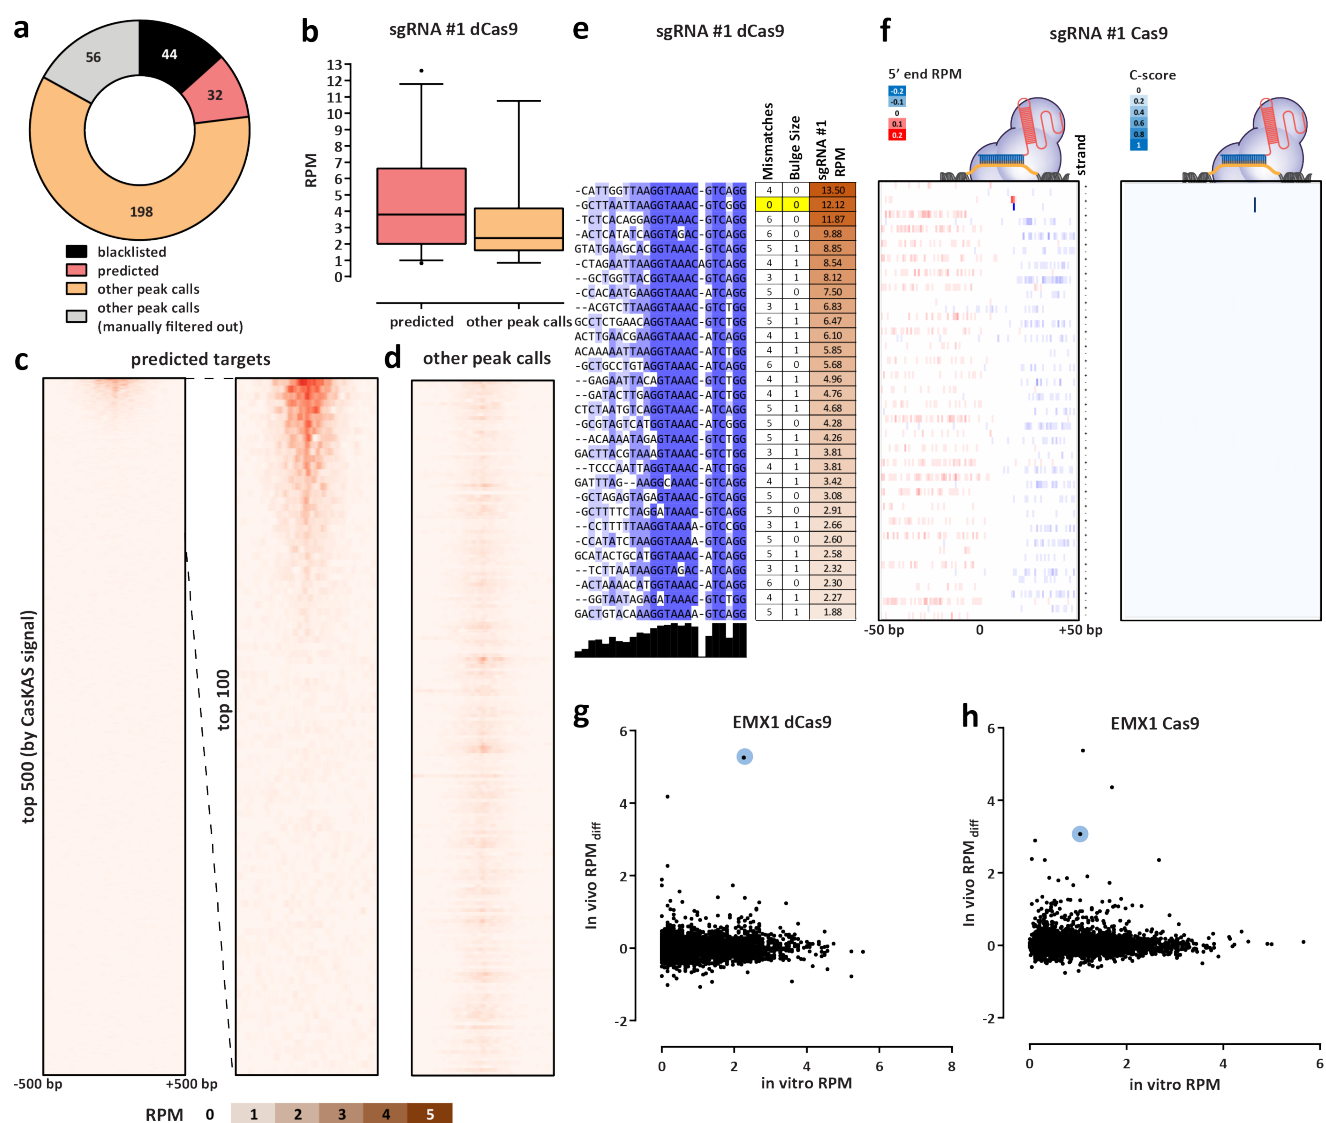 a
56
44
32
198
blacklisted
predicted
other peak calls
other peak calls
(manually filtered out)
b
sgRNA #1 dCas9
RPM
13
12
11
10
9
8
7
6
5
4
3
2
1
0
predicted
other peak calls
c
predicted targets
top 500 (by CasKAS signal)
top 100
-500 bp
+500 bp
d
other peak calls
RPM
0
1
2
3
4
5
e
sgRNA #1 dCas9
Mismatches
Bulge Size
sgRNA #1
RPM
-CATTGGTTAAGGTAAAC-GTCAGG 4 0 13.50
-GCTTAATTAAGGTAAAC-GTCGGG 0 0 12.12
-TCTCACAGGAGGTAAAC-GTCAGG 6 0 11.87
-ACTCATATCAGGTAGAC-GTCAGG 6 0 9.88
GTATGAAGCACGGTAAAC-GTCAGG 5 1 8.85
-CTAGAATTAAGGTAAACAGTCAGG 4 1 8.54
--GCTGGTTACGGTAAAC-GTCAGG 3 1 8.12
-CCACAATGAAGGTAAAC-ATCAGG 5 0 7.50
--ACGTCTTAAGGTAAAC-GTCAGG 3 1 6.83
GCCTCTGAACAGGTAAAC-GTCTGG 5 1 6.47
ACTTGAACGAAGGTAAAC-GTCAGG 4 1 6.10
ACAAAAATTAGGTAAAC-ATCTGG 4 1 5.85
-GCTGCCTGTAGGTAAAC-GTCAGG 6 0 5.68
--GAGAATTACAGTAAAC-GTCTGG 4 1 4.96
--GATACTTGAGGTAAAC-GTCTGG 4 1 4.76
CTCTAATGTCAGGTAAAC-ATCAGG 5 1 4.68
-GCGTAGTCATGGTAAAC-GTCGGG 5 0 4.28
--ACAAAATAGAGTAAAC-GTCTGG 5 1 4.26
GACTTACGTAAAGTAAAC-GTCAGG 3 1 3.81
--TCCCAATTAGGTAAAC-ATCTGG 4 1 3.81
GATTTAG--AAGGCAAAC-GTCAGG 4 1 3.42
-GCTAGAGTAGAGTAAAC-GTCAGG 5 0 3.08
-GCTTTTCTAGGATAAAC-GTCAGG 5 0 2.91
--CCTTTTTAAGGTAAAA-GTCCGG 3 1 2.66
-CCATATCTAAGGTAAAA-ATCAGG 5 0 2.60
GCATACTGCATGGTAAAC-ATCAGG 5 1 2.58
--TCTTAATAAGGTAGAC-ATCAGG 3 1 2.32
-ACTAAAACATGGTAAAC-GTCAGG 6 0 2.30
--GGTAATAGAGATAAAC-GTCTGG 4 1 2.27
GACTGTACAAAGGTAAAA-GTCAGG 5 1 1.88
f
sgRNA #1 Cas9
5' end RPM
-0.2
-0.1
0
0.1
0.2
strand
C-score
0
0.2
0.4
0.6
0.8
1
-50 bp
0
+50 bp
g
EMX1 dCas9
In vivo RPMdiff
6
4
2
0
-2
0
2
4
6
8
in vitro RPM
h
EMX1 Cas9
In vivo RPMdiff
6
4
2
0
-2
0
2
4
6
in vitro RPM